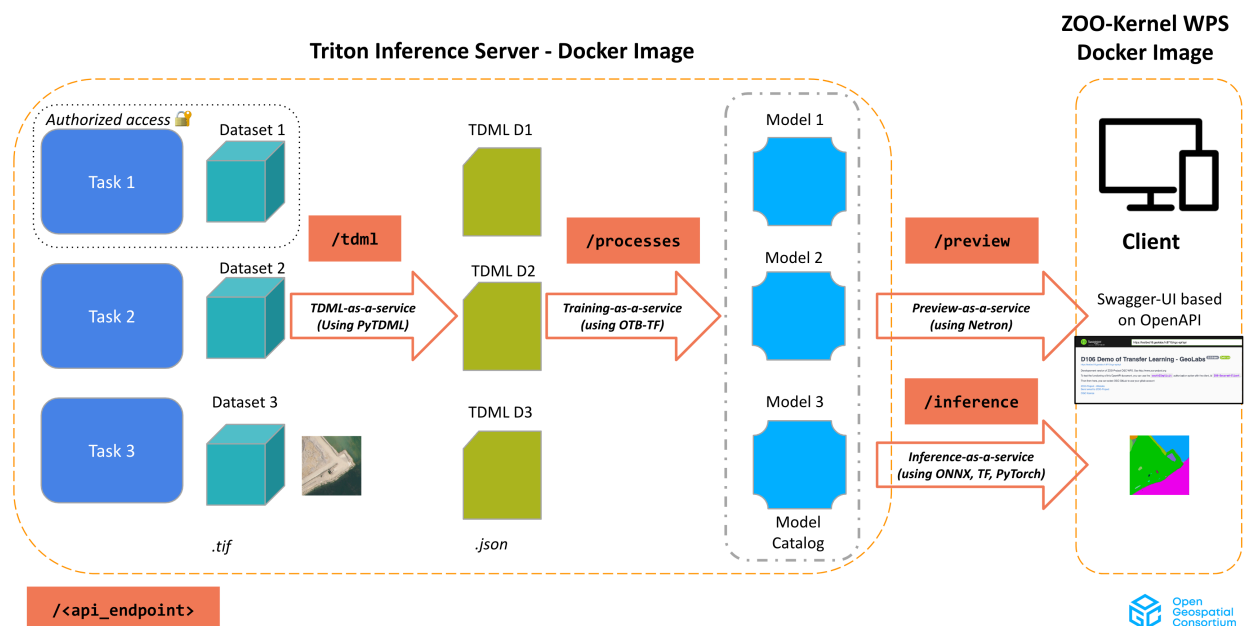 ZOO-Kernel WPS
Docker Image
Triton Inference Server - Docker Image
Authorized access
Dataset 1
Task 1
TDML D1
Model 1
/tdml
/processes
/preview
Client
Dataset 2
Task 2
TDML-as-a-service
(Using PyTDML)
TDML D2
Training-as-a-service
(using OTB-TF)
Model 2
Preview-as-a-service
(using Netron)
Swagger-UI based
on OpenAPI
D106 Demo of Transfer Learning - GeoLabs
Dataset 3
Task 3
TDML D3
Model 3
/inference
Inference-as-a-service
(using ONNX, TF, PyTorch)
Model
Catalog
.tif
.json
/<api_endpoint>
Open
Geospatial
Consortium